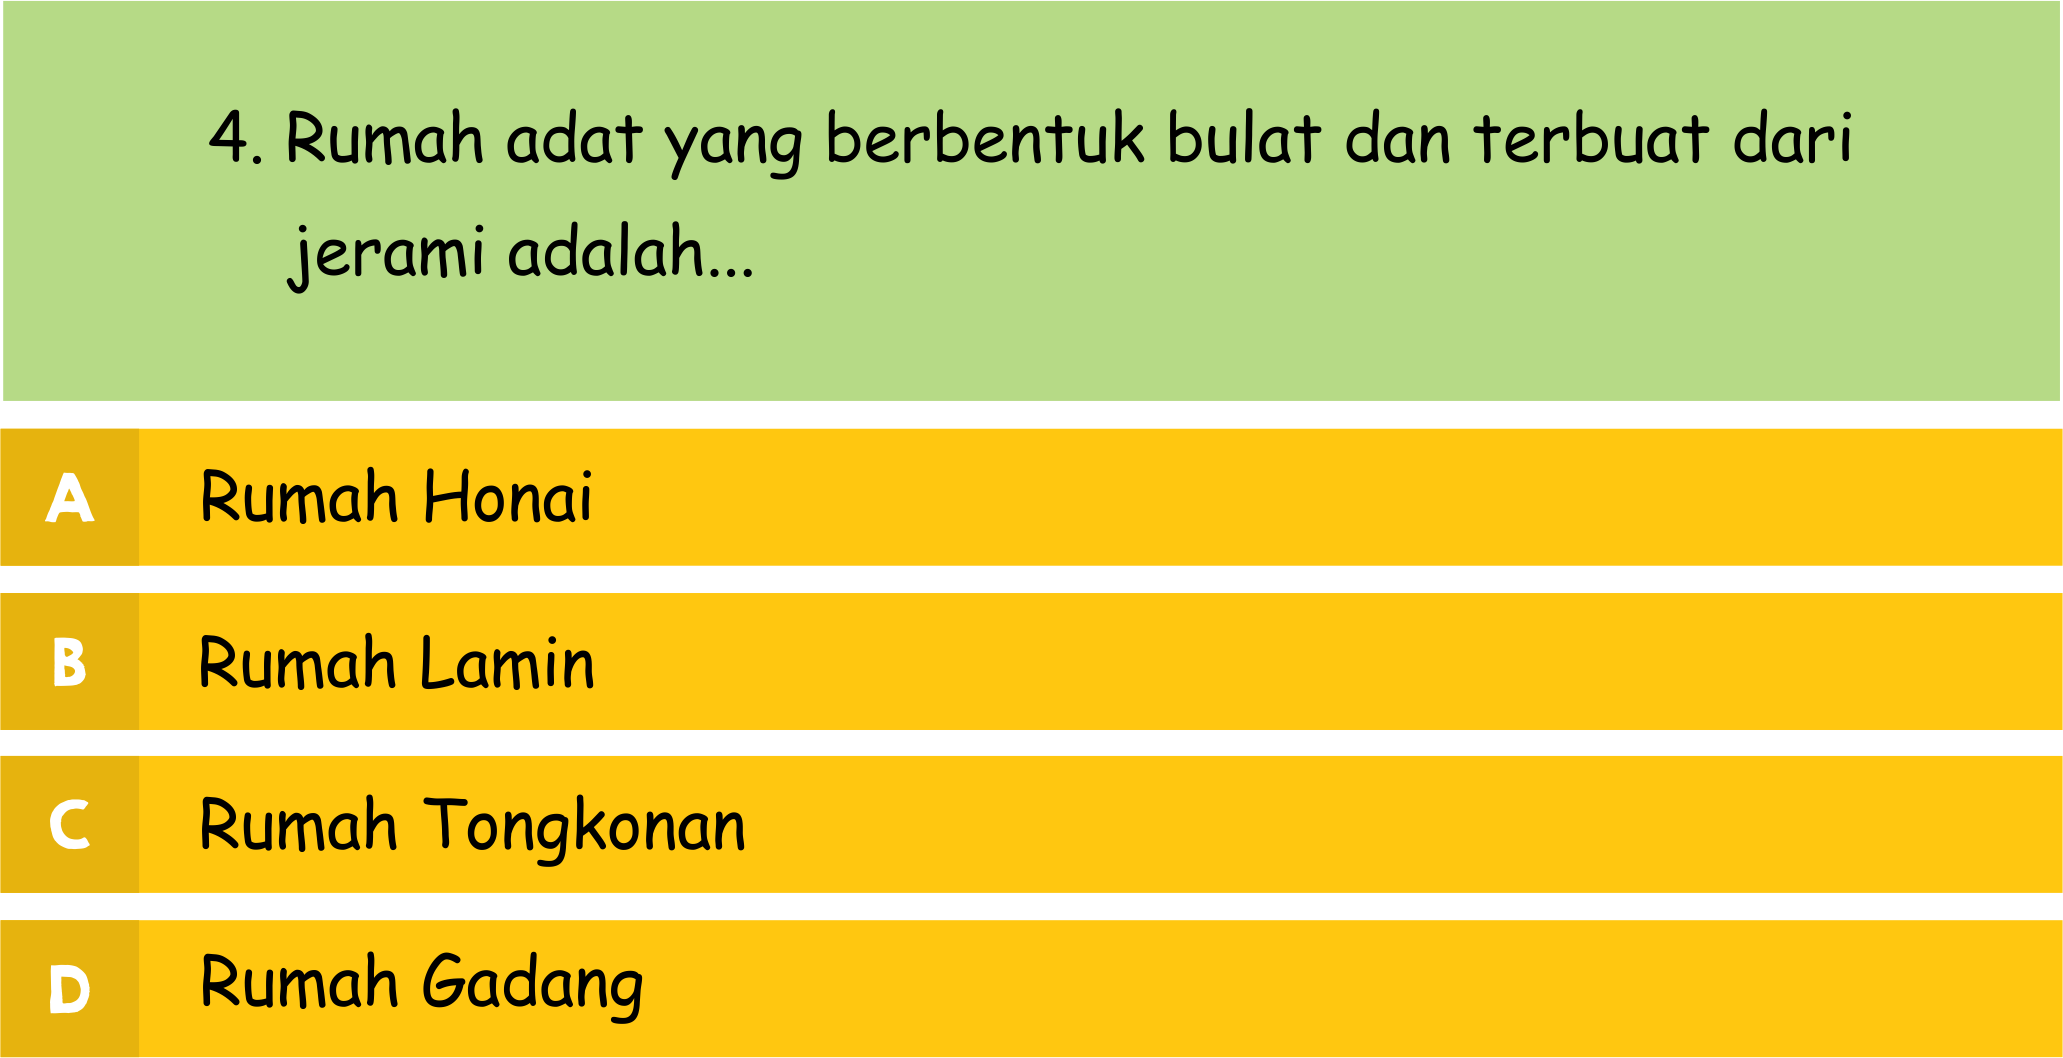 4. Rumah adat yang berbentuk bulat dan terbuat dari
jerami adalah...
A Rumah Honai
B Rumah Lamin
C Rumah Tongkonan
D Rumah Gadang